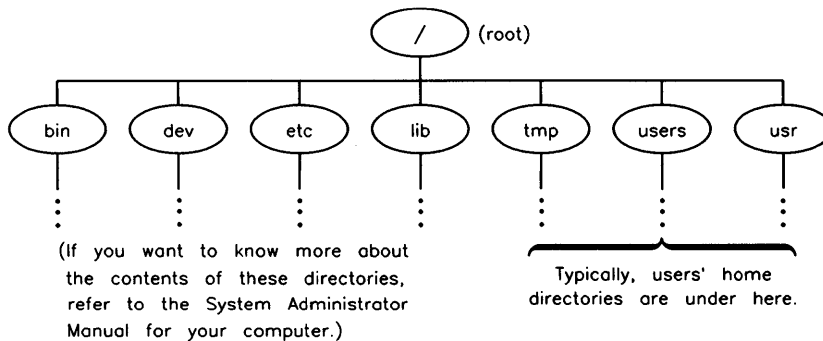 / (root)
bin dev etc lib tmp users usr
(If you want to know more about
the contents of these directories,
refer to the System Administrator
Manual for your computer.)
Typically, users' home
directories are under here.